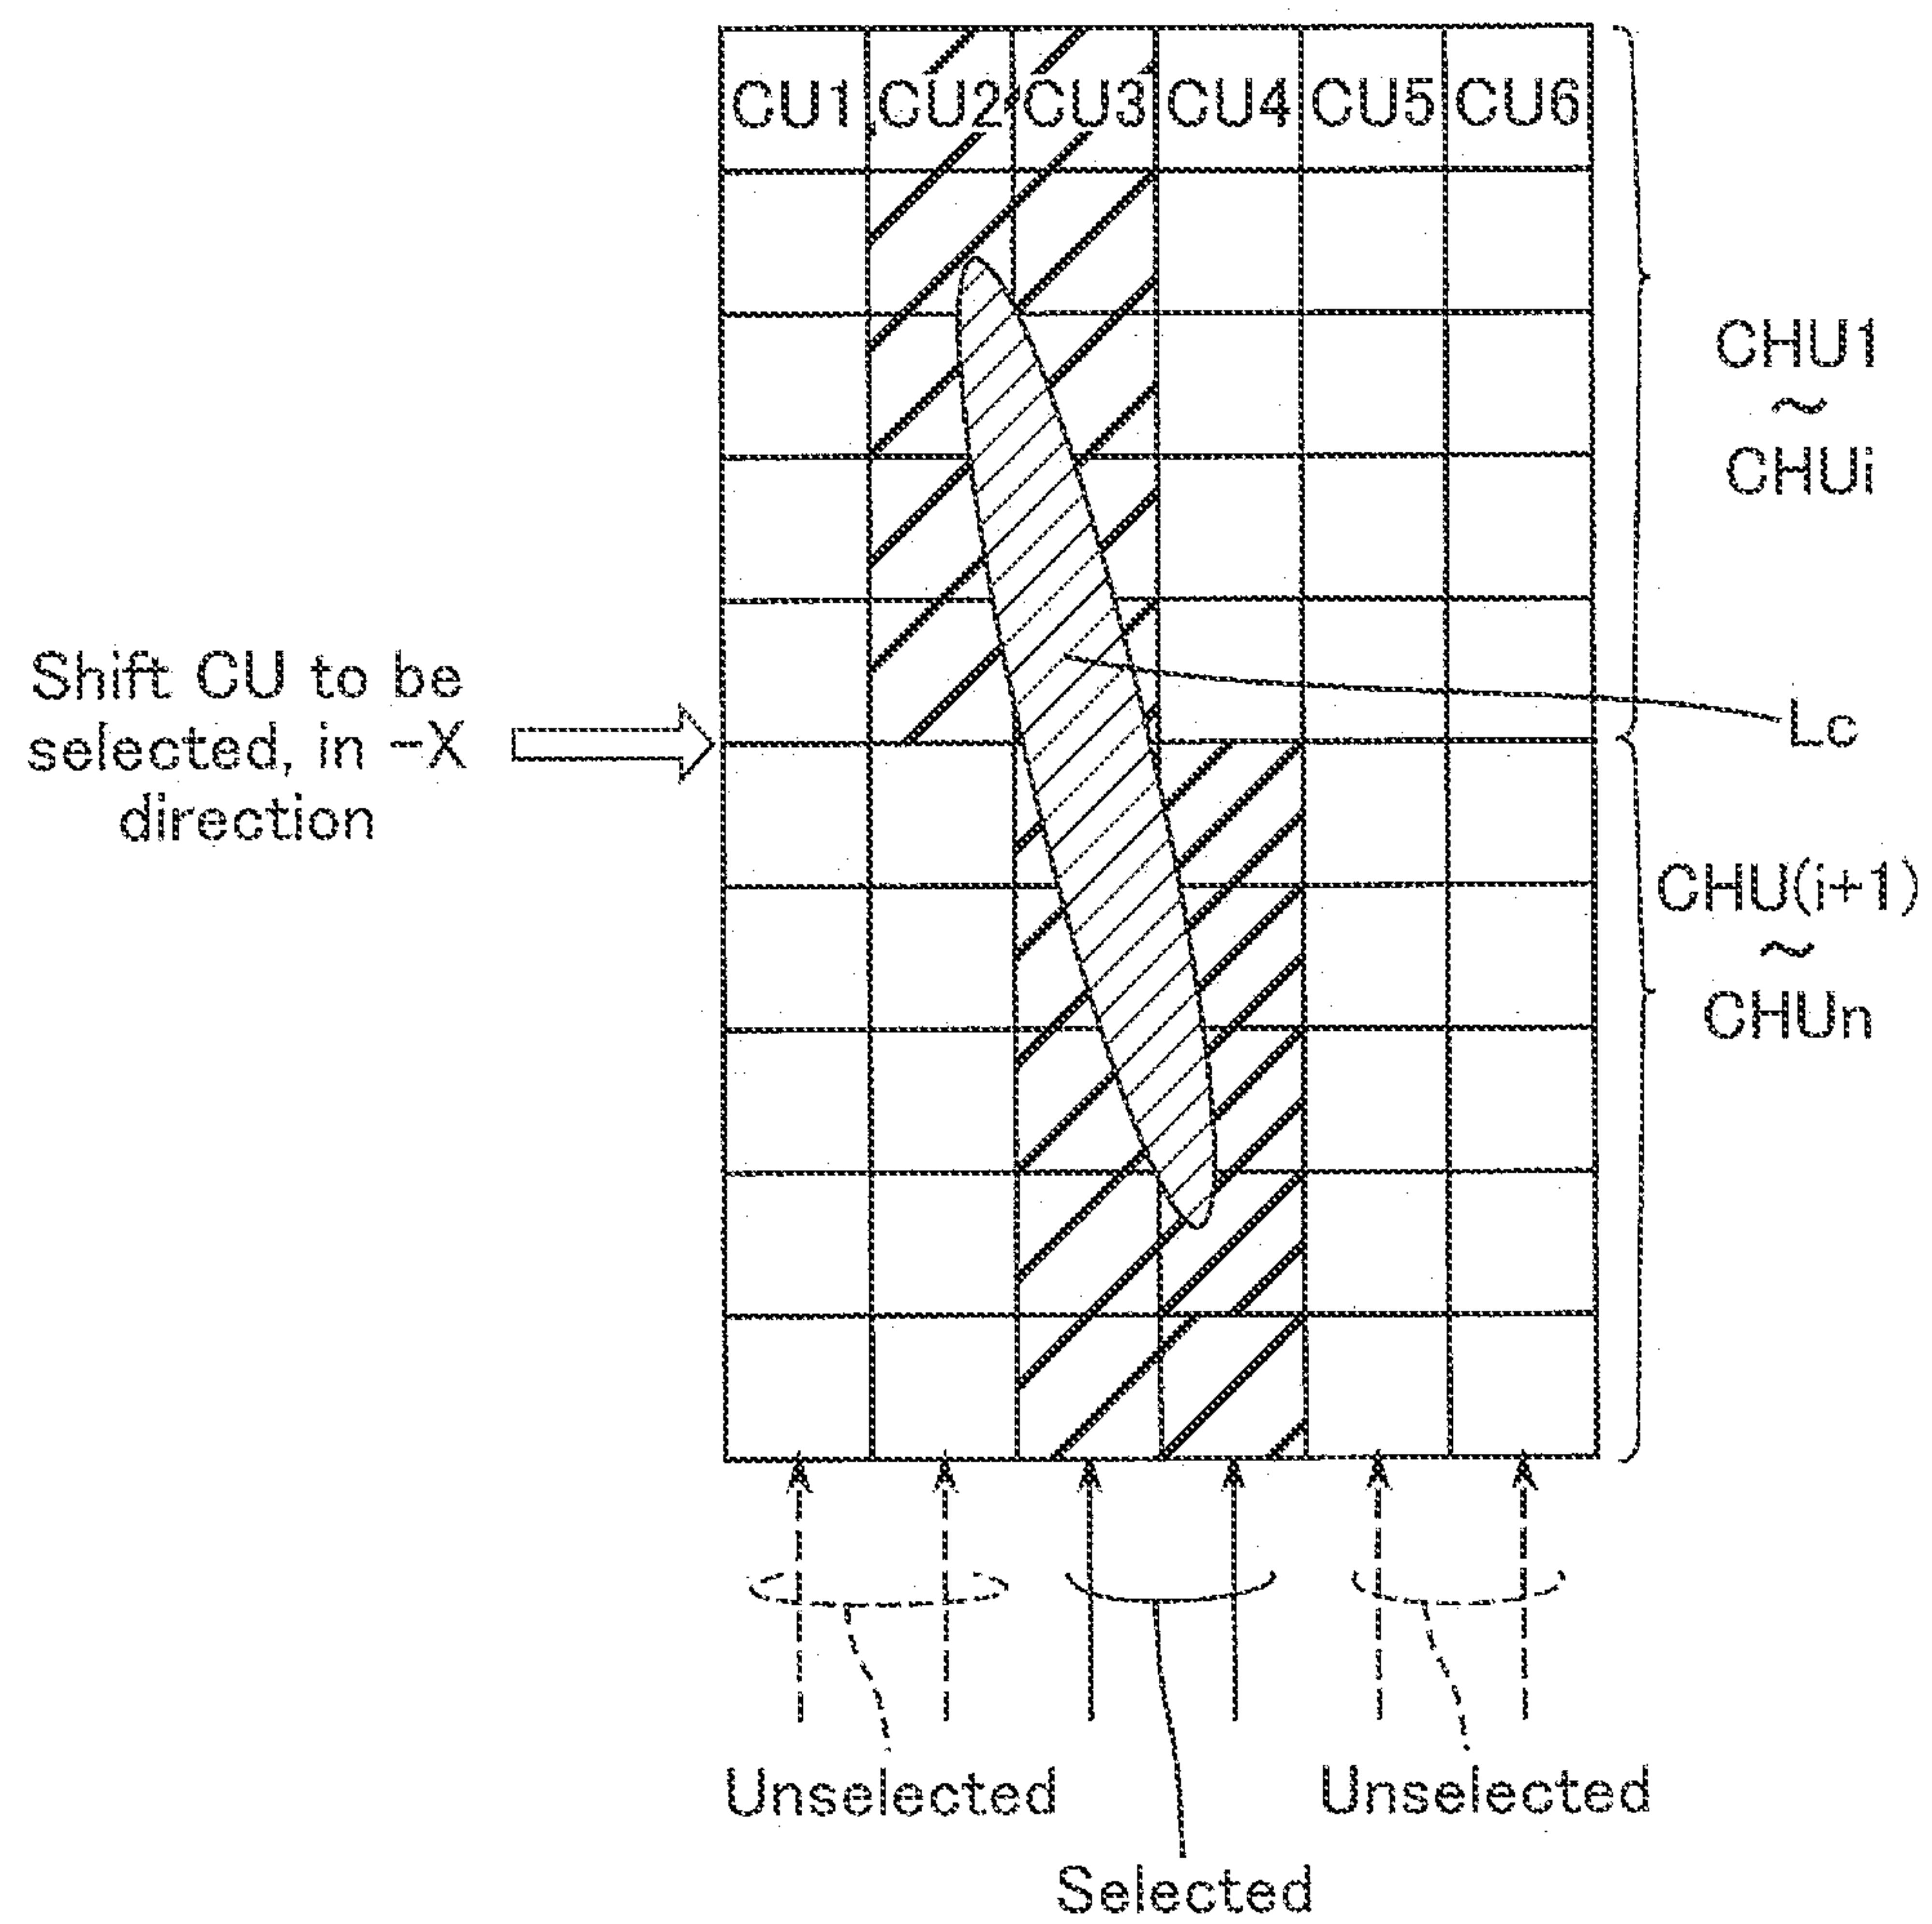 CU1 CU2 CU3 CU4 CU5 CU6
CHU1
~
CHUi
Shift CU to be
selected, in -X
direction
Lc
CHU(i+1)
~
CHUn
Unselected
Unselected
Selected